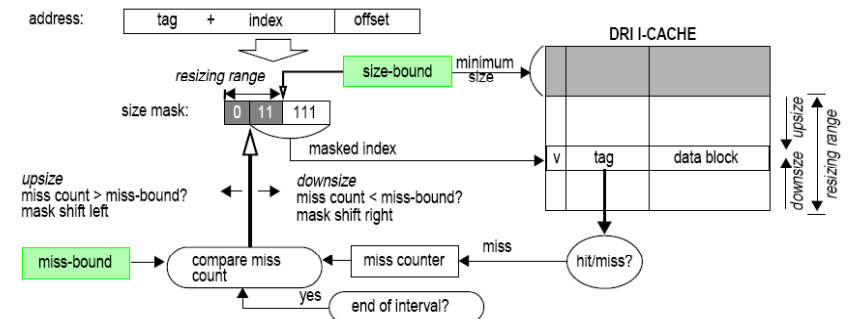 address:
tag + index
offset
DRI I-CACHE
resizing range
size-bound
minimum
size
size mask:
0 11 111
masked index
v
tag
data block
upsize
downsize
resizing range
upsize
miss count > miss-bound?
mask shift left
downsize
miss count < miss-bound?
mask shift right
miss-bound
compare miss
count
miss counter
miss
hit/miss?
yes
end of interval?